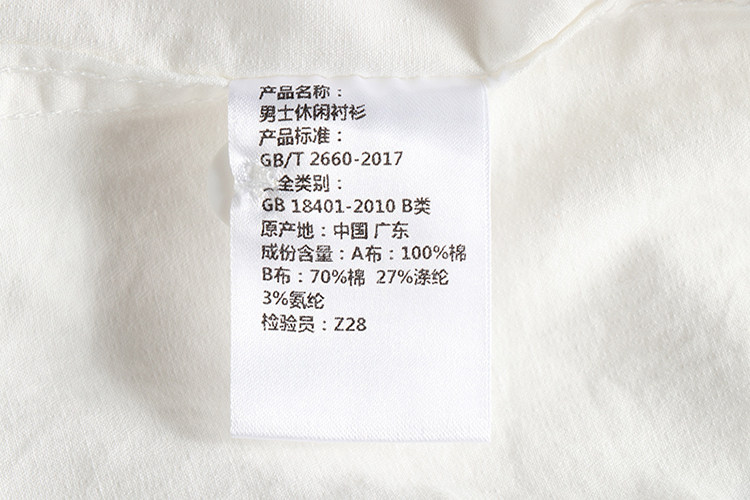 产品名称：
男士休闲衬衫
产品标准：
GB/T 2660-2017
全类别：
GB 18401-2010 B类
原产地：中国 广东
成份含量：A布：100%棉
B布：70%棉 27%涤纶
3%氨纶
检验员：Z28